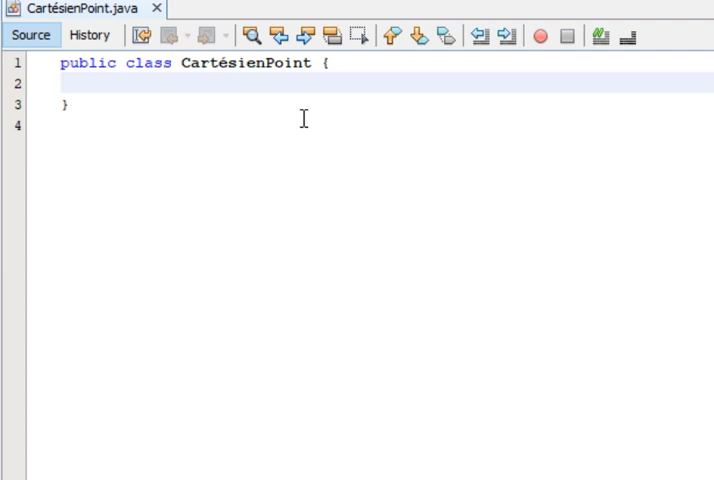 CartésienPoint.java
Source History
1 public class CartésienPoint {
2
3 }
4